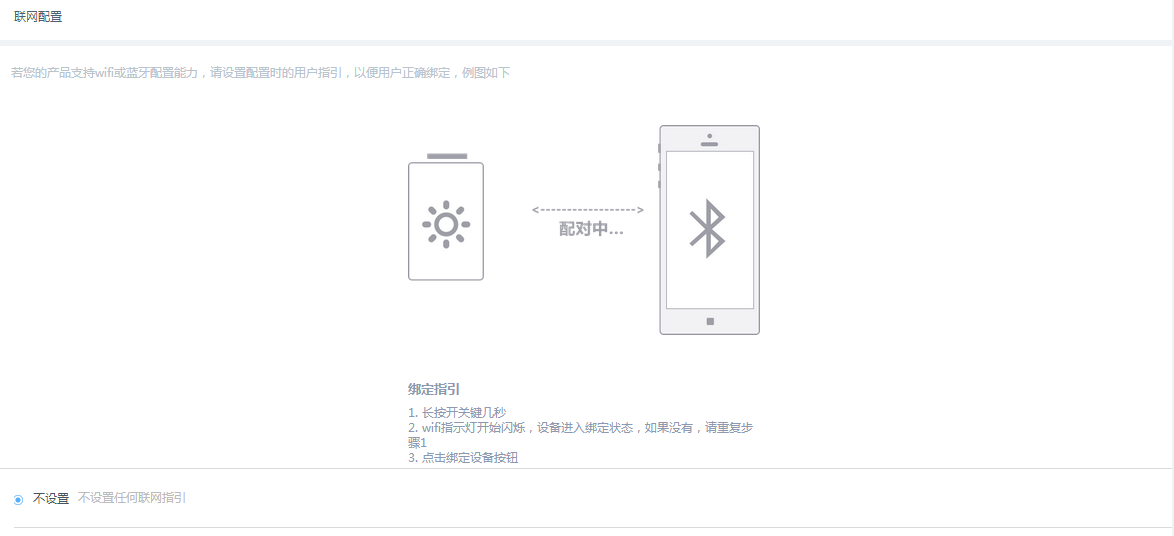 联网配置
若您的产品支持wifi或蓝牙配置能力，请设置配置时的用户指引，以便用户正确绑定，例图如下
配对中...
绑定指引
1. 长按开关键几秒
2. wifi指示灯开始闪烁，设备进入绑定状态，如果没有，请重复步
骤1
3. 点击绑定设备按钮
不设置 不设置任何联网指引